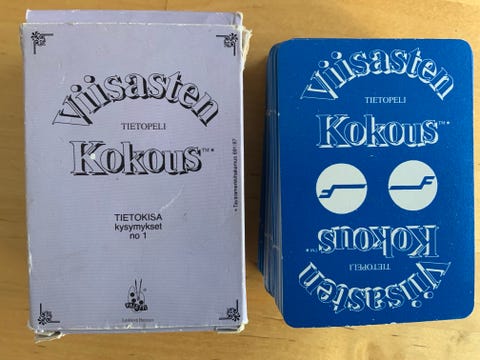 Viisasten
TIETOPELI
Kokous™*
TIETOKISA
kysymykset
no 1
Viisasten
TIETOPELI
Kokous™*
Kokous™*
TIETOPELI
Viisasten